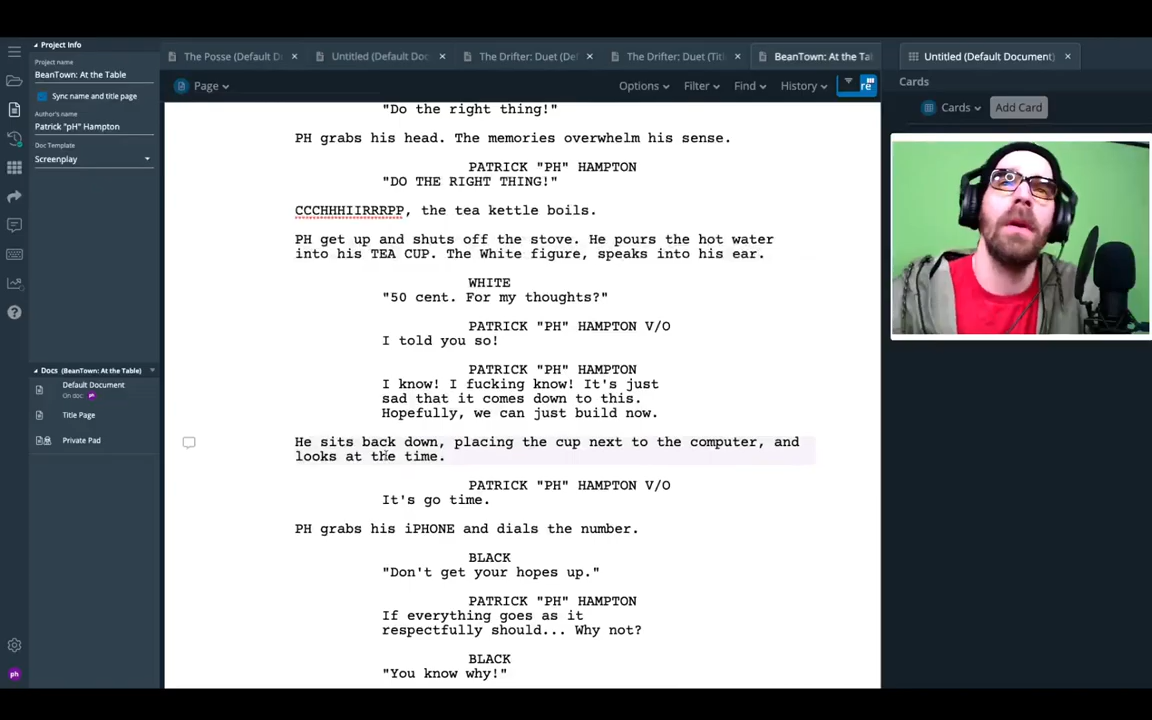 Project Info
Project name
BeanTown: At the Table
Sync name and title page
Author's name
Patrick "pH" Hampton
Doc Template
Screenplay
Docs (BeanTown: At the Table)
Default Document
On doc: ph
Title Page
Private Pad
ph
The Posse (Default D
Untitled (Default Doc
The Drifter: Duet (De
The Drifter: Duet (Titl
BeanTown: At the Ta
Page
Options
Filter
Find
History
re
"Do the right thing!"
PH grabs his head. The memories overwhelm his sense.
PATRICK "PH" HAMPTON
"DO THE RIGHT THING!"
CCCHHHIIRRRPP, the tea kettle boils.
PH get up and shuts off the stove. He pours the hot water
into his TEA CUP. The White figure, speaks into his ear.
WHITE
"50 cent. For my thoughts?"
PATRICK "PH" HAMPTON V/O
I told you so!
PATRICK "PH" HAMPTON
I know! I fucking know! It's just
sad that it comes down to this.
Hopefully, we can just build now.
He sits back down, placing the cup next to the computer, and
looks at the time.
PATRICK "PH" HAMPTON V/O
It's go time.
PH grabs his iPHONE and dials the number.
BLACK
"Don't get your hopes up."
PATRICK "PH" HAMPTON
If everything goes as it
respectfully should... Why not?
BLACK
"You know why!"
Untitled (Default Document)
Cards
Cards
Add Card